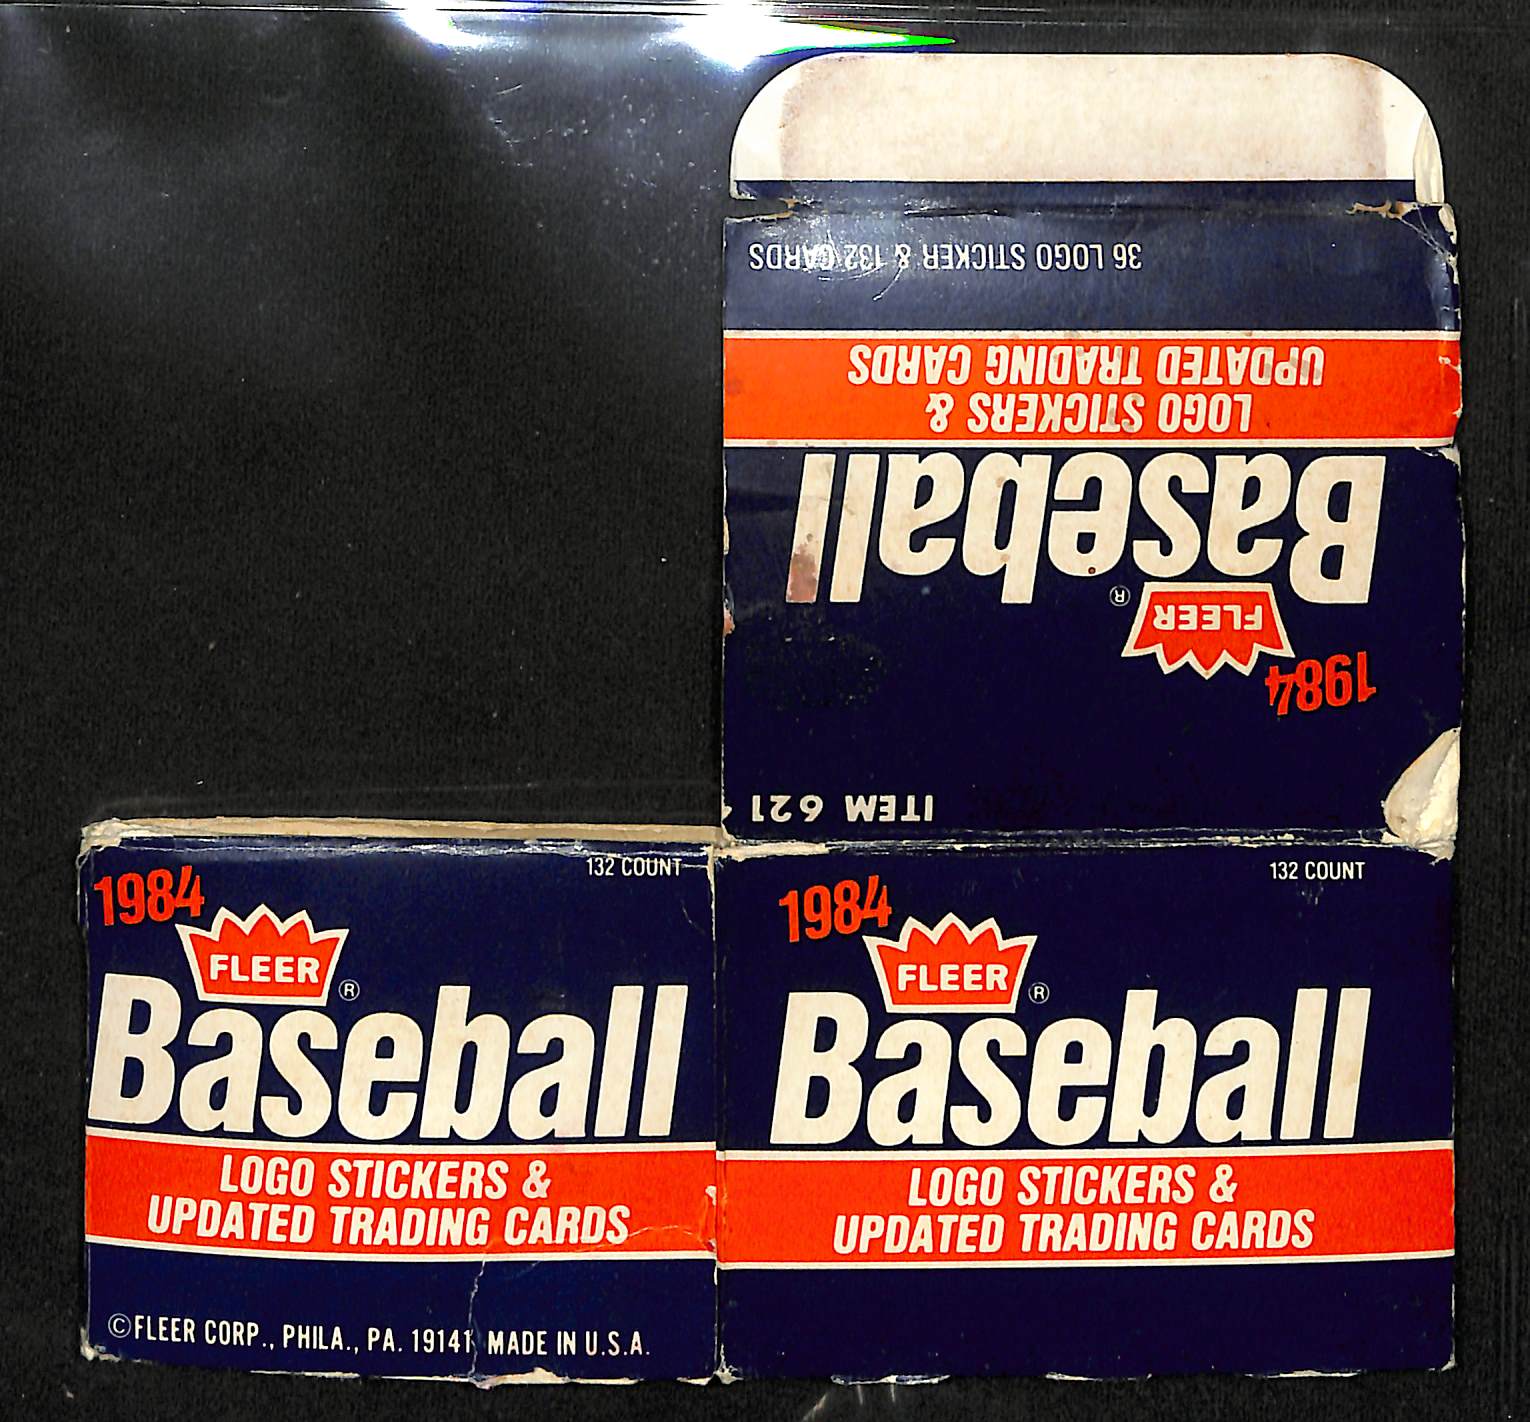 36 LOGO STICKER & 132 CARDS
LOGO STICKERS &
UPDATED TRADING CARDS
Baseball
FLEER ®
1984
ITEM 621
132 COUNT
1984
FLEER ®
Baseball
LOGO STICKERS &
UPDATED TRADING CARDS
© FLEER CORP., PHILA., PA. 19141 MADE IN U.S.A.
132 COUNT
1984
FLEER ®
Baseball
LOGO STICKERS &
UPDATED TRADING CARDS